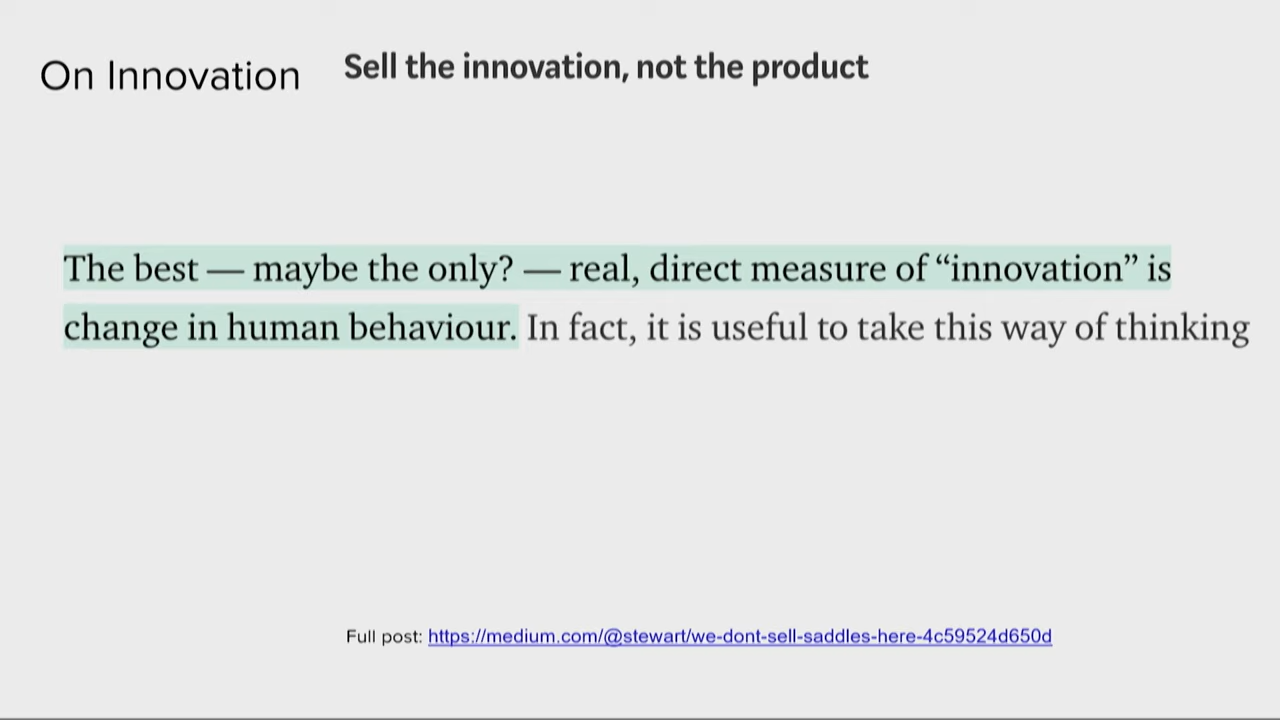 On Innovation
Sell the innovation, not the product
The best — maybe the only? — real, direct measure of “innovation” is
change in human behaviour. In fact, it is useful to take this way of thinking
Full post: https://medium.com/@stewart/we-dont-sell-saddles-here-4c59524d650d